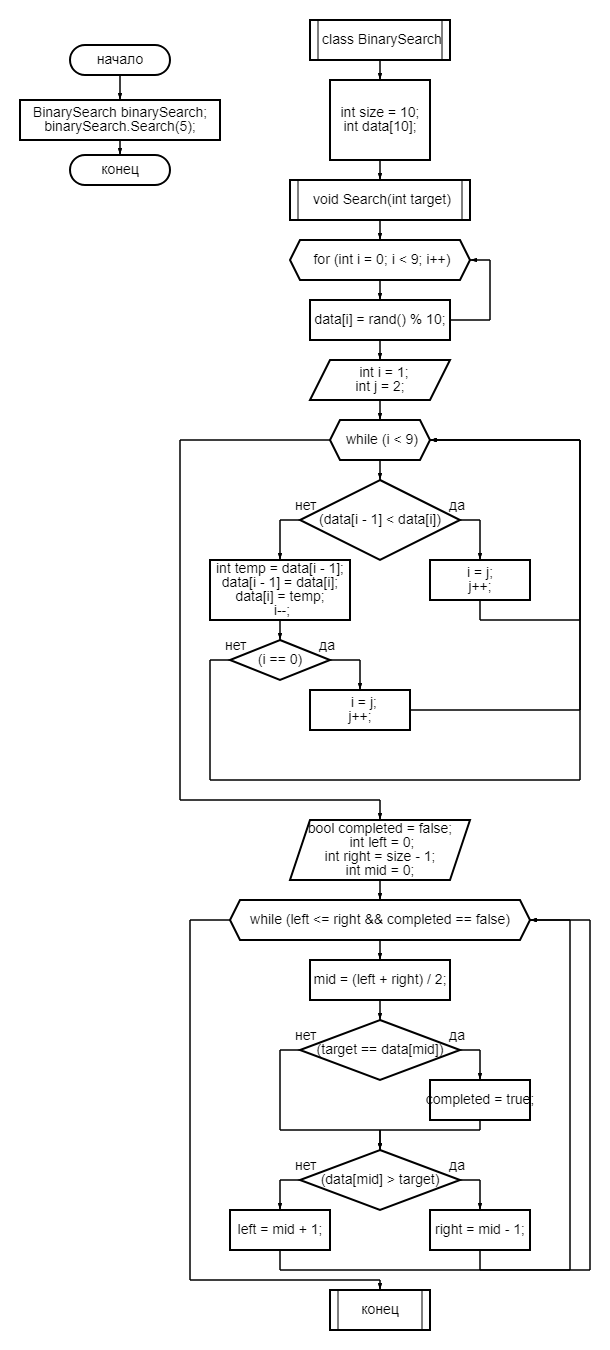 начало
BinarySearch binarySearch;
binarySearch.Search(5);
конец
class BinarySearch
int size = 10;
int data[10];
void Search(int target)
for (int i = 0; i < 9; i++)
data[i] = rand() % 10;
int i = 1;
int j = 2;
while (i < 9)
нет
да
(data[i - 1] < data[i])
int temp = data[i - 1];
data[i - 1] = data[i];
data[i] = temp;
i--;
i = j;
j++;
нет
да
(i == 0)
i = j;
j++;
bool completed = false;
int left = 0;
int right = size - 1;
int mid = 0;
while (left <= right && completed == false)
mid = (left + right) / 2;
нет
да
(target == data[mid])
completed = true;
нет
да
(data[mid] > target)
left = mid + 1;
right = mid - 1;
конец